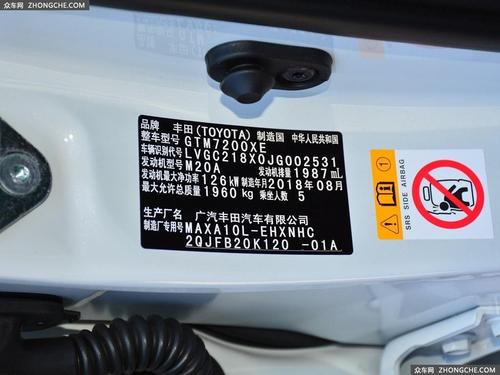 众车网 ZHONGCHE.com
品牌 丰田(TOYOTA) 制造国 中华人民共和国
整车型号 GTM7200XE
车辆识别代号 LVGC218X0JG002531
发动机型号 M20A 发动机排量 1987 mL
发动机最大净功率 126 kW 制造年月 2018年 08月
最大允许总质量 1960 kg 乘坐人数 5
生产厂名 广汽丰田汽车有限公司
制造厂专用号 MAXA10L-EHXNHC
2QJFB20K120 -01A
SRS SIDE AIRBAG
众车网 ZHONGCHE.com